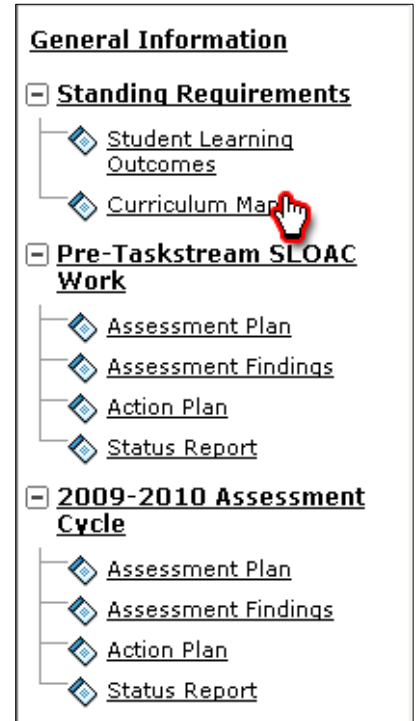 General Information
Standing Requirements
Student Learning
Outcomes
Curriculum Map
Pre-Taskstream SLOAC
Work
Assessment Plan
Assessment Findings
Action Plan
Status Report
2009-2010 Assessment
Cycle
Assessment Plan
Assessment Findings
Action Plan
Status Report